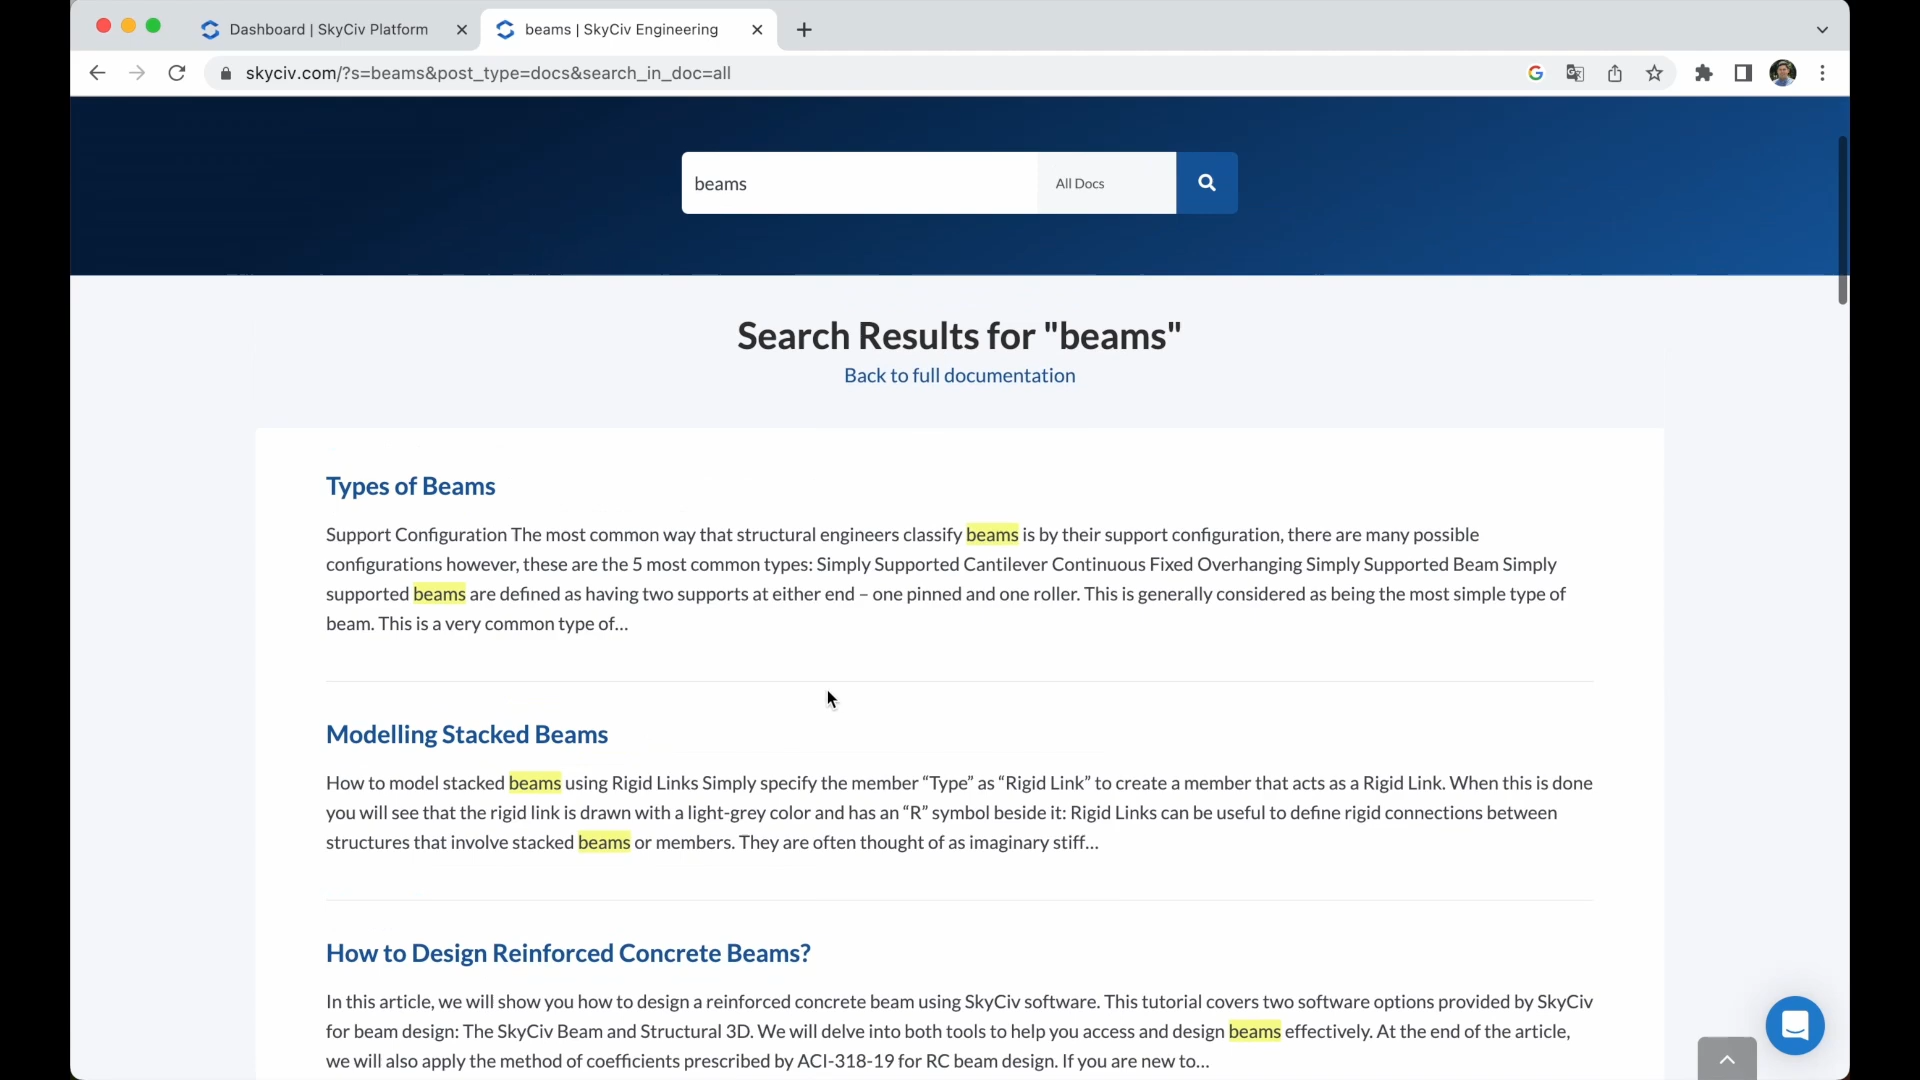 Dashboard | SkyCiv Platform
beams | SkyCiv Engineering
skyciv.com/?s=beams&post_type=docs&search_in_doc=all
beams
All Docs
Search Results for "beams"
Back to full documentation
Types of Beams
Support Configuration The most common way that structural engineers classify beams is by their support configuration, there are many possible
configurations however, these are the 5 most common types: Simply Supported Cantilever Continuous Fixed Overhanging Simply Supported Beam Simply
supported beams are defined as having two supports at either end – one pinned and one roller. This is generally considered as being the most simple type of
beam. This is a very common type of...
Modelling Stacked Beams
How to model stacked beams using Rigid Links Simply specify the member “Type” as “Rigid Link” to create a member that acts as a Rigid Link. When this is done
you will see that the rigid link is drawn with a light-grey color and has an “R” symbol beside it: Rigid Links can be useful to define rigid connections between
structures that involve stacked beams or members. They are often thought of as imaginary stiff...
How to Design Reinforced Concrete Beams?
In this article, we will show you how to design a reinforced concrete beam using SkyCiv software. This tutorial covers two software options provided by SkyCiv
for beam design: The SkyCiv Beam and Structural 3D. We will delve into both tools to help you access and design beams effectively. At the end of the article,
we will also apply the method of coefficients prescribed by ACI-318-19 for RC beam design. If you are new to...